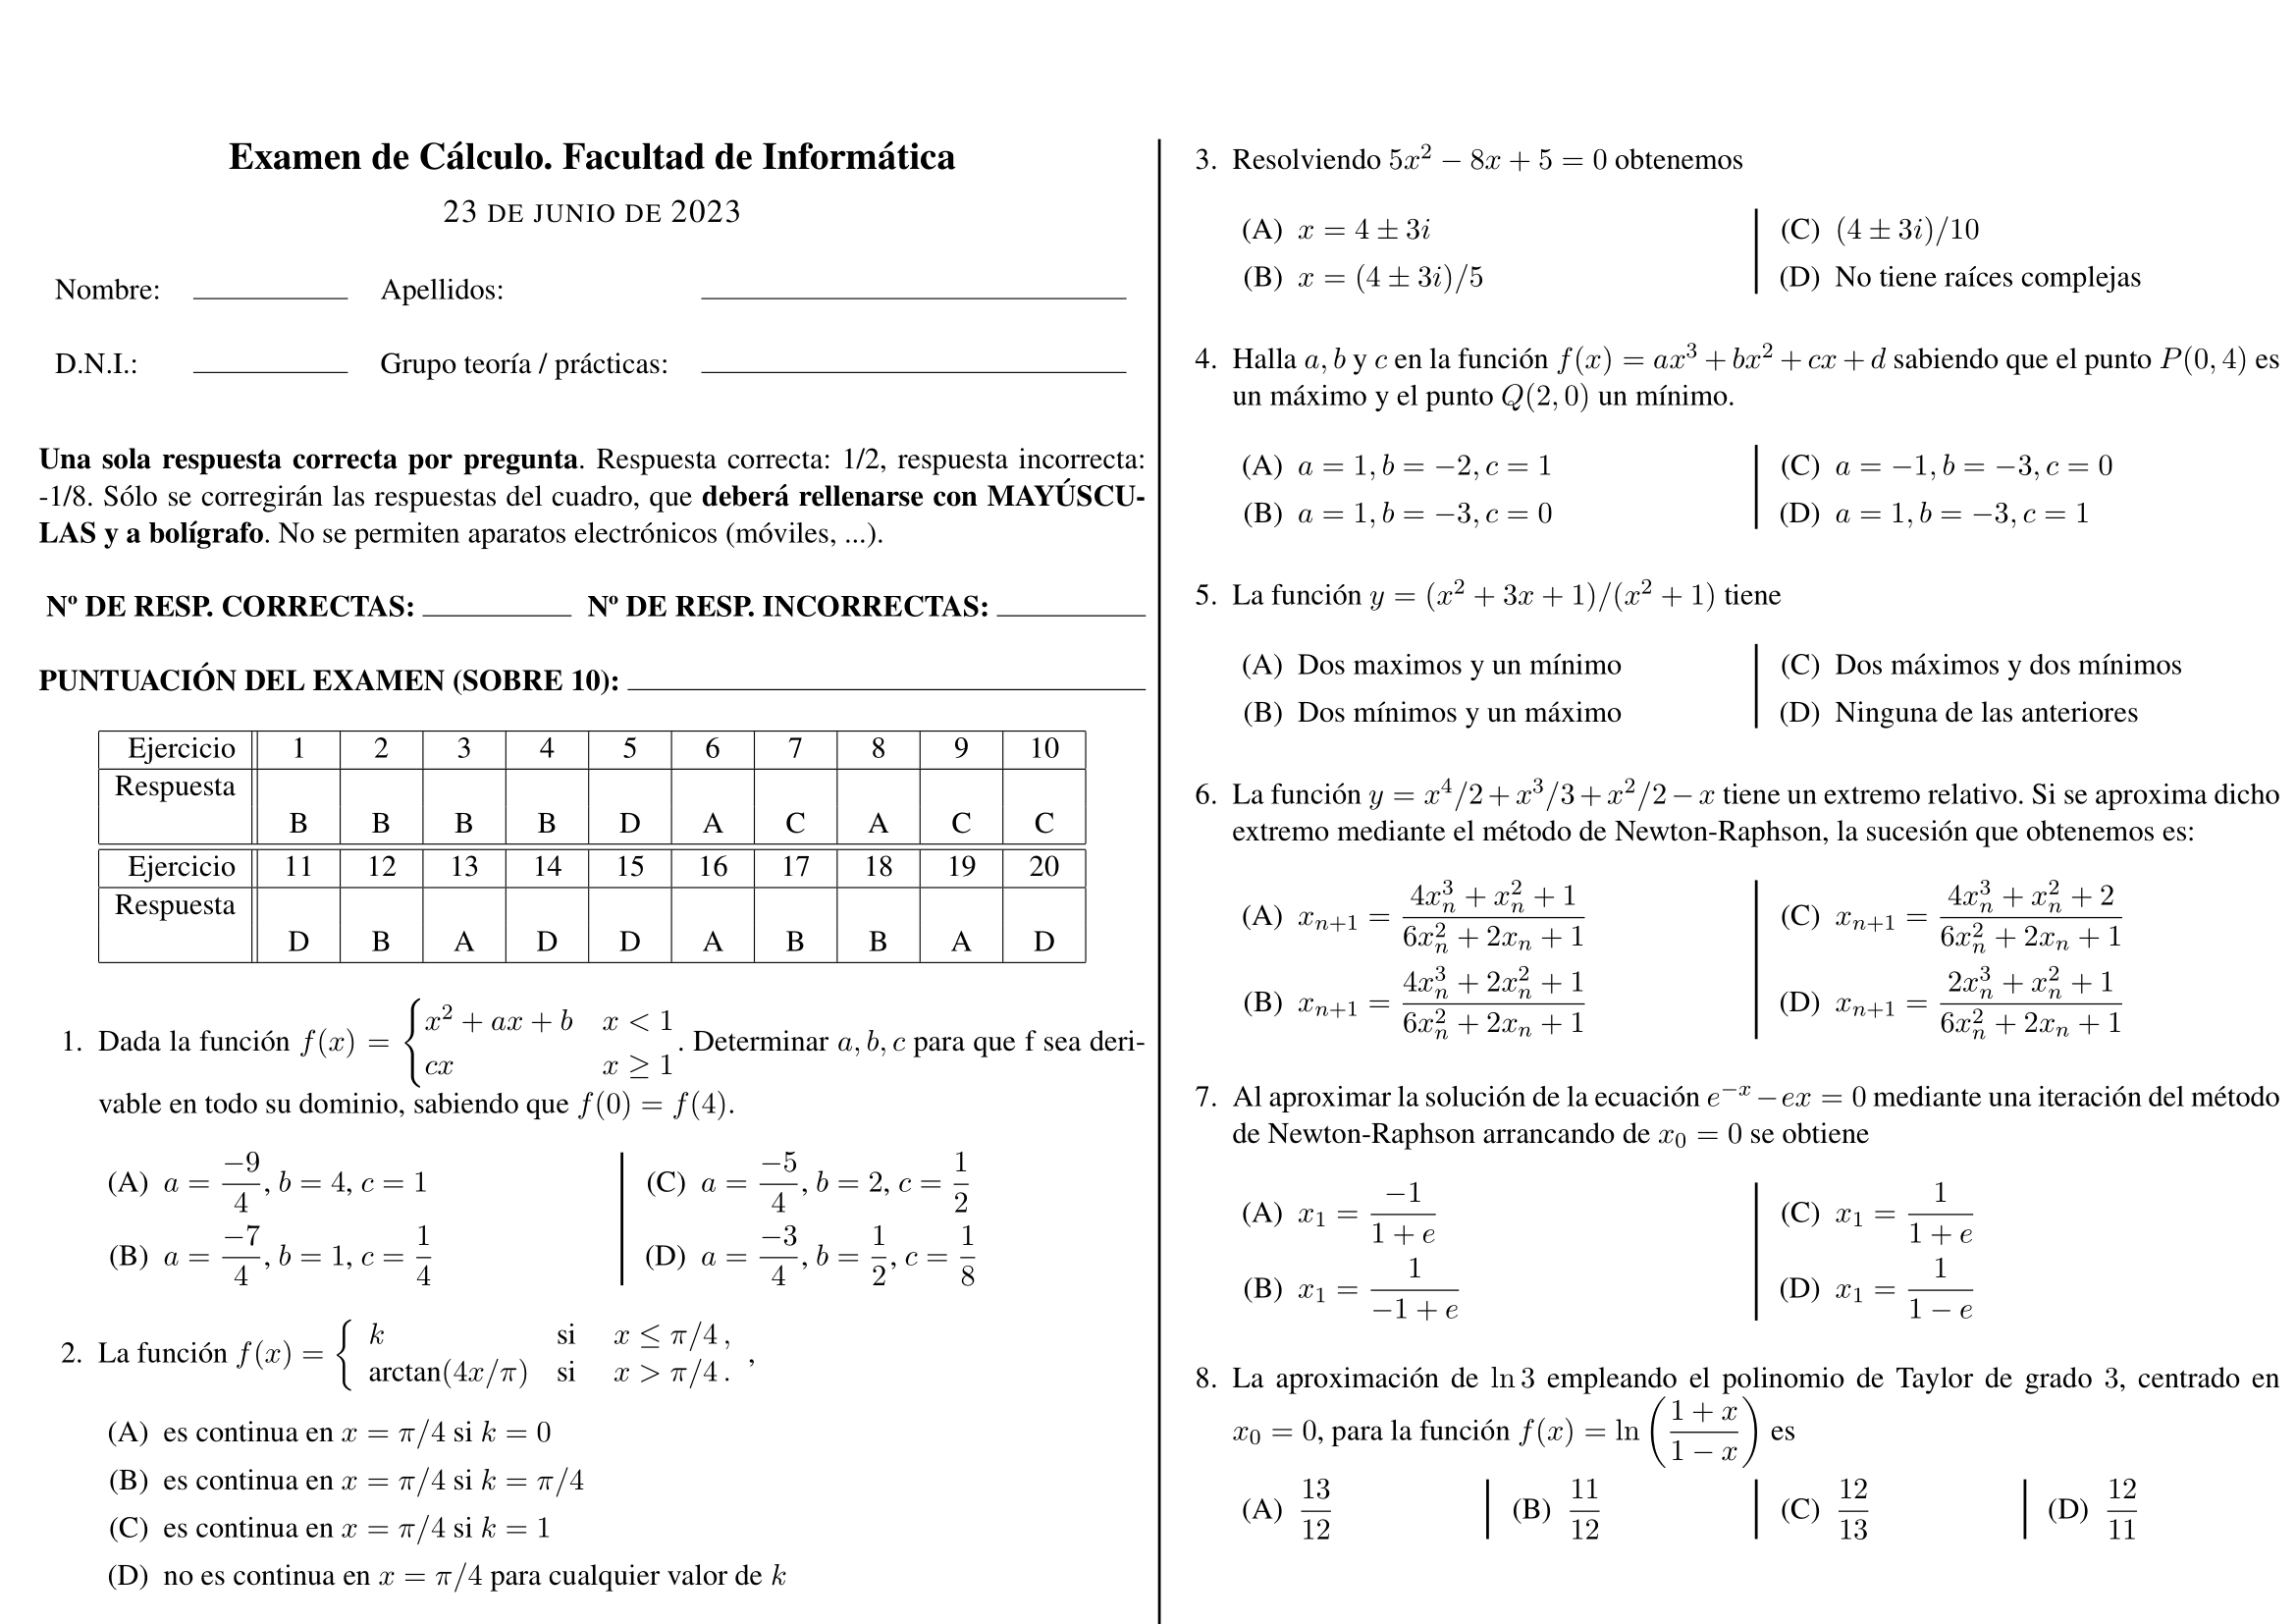 Examen de Cálculo. Facultad de Informática
23 DE JUNIO DE 2023
Nombre: Apellidos:
D.N.I.: Grupo teoría / prácticas:
Una sola respuesta correcta por pregunta. Respuesta correcta: 1/2, respuesta incorrecta:
-1/8. Sólo se corregirán las respuestas del cuadro, que deberá rellenarse con MAYÚSCU-
LAS y a bolígrafo. No se permiten aparatos electrónicos (móviles, ...).
Nº DE RESP. CORRECTAS: Nº DE RESP. INCORRECTAS:
PUNTUACIÓN DEL EXAMEN (SOBRE 10):
Ejercicio 1 2 3 4 5 6 7 8 9 10
Respuesta
B B B B D A C A C C
Ejercicio 11 12 13 14 15 16 17 18 19 20
Respuesta
D B A D D A B B A D
1. Dada la función $f(x) = \begin{cases} x^2 + ax + b & x < 1 \\ cx & x \geq 1 \end{cases}$. Determinar $a, b, c$ para que f sea deri-
vable en todo su dominio, sabiendo que $f(0) = f(4)$.
(A) $a = \frac{-9}{4}, b = 4, c = 1$
(B) $a = \frac{-7}{4}, b = 1, c = \frac{1}{4}$
(C) $a = \frac{-5}{4}, b = 2, c = \frac{1}{2}$
(D) $a = \frac{-3}{4}, b = \frac{1}{2}, c = \frac{1}{8}$
2. La función $f(x) = \begin{cases} k & \text{si } x \leq \pi/4, \\ \arctan(4x/\pi) & \text{si } x > \pi/4. \end{cases}$,
(A) es continua en $x = \pi/4$ si $k = 0$
(B) es continua en $x = \pi/4$ si $k = \pi/4$
(C) es continua en $x = \pi/4$ si $k = 1$
(D) no es continua en $x = \pi/4$ para cualquier valor de $k$
3. Resolviendo $5x^2 - 8x + 5 = 0$ obtenemos
(A) $x = 4 \pm 3i$
(B) $x = (4 \pm 3i)/5$
(C) $(4 \pm 3i)/10$
(D) No tiene raíces complejas
4. Halla $a, b$ y $c$ en la función $f(x) = ax^3 + bx^2 + cx + d$ sabiendo que el punto $P(0, 4)$ es
un máximo y el punto $Q(2, 0)$ un mínimo.
(A) $a = 1, b = -2, c = 1$
(B) $a = 1, b = -3, c = 0$
(C) $a = -1, b = -3, c = 0$
(D) $a = 1, b = -3, c = 1$
5. La función $y = (x^2 + 3x + 1)/(x^2 + 1)$ tiene
(A) Dos maximos y un mínimo
(B) Dos mínimos y un máximo
(C) Dos máximos y dos mínimos
(D) Ninguna de las anteriores
6. La función $y = x^4/2 + x^3/3 + x^2/2 - x$ tiene un extremo relativo. Si se aproxima dicho
extremo mediante el método de Newton-Raphson, la sucesión que obtenemos es:
(A) $x_{n+1} = \frac{4x_n^3 + x_n^2 + 1}{6x_n^2 + 2x_n + 1}$
(B) $x_{n+1} = \frac{4x_n^3 + 2x_n^2 + 1}{6x_n^2 + 2x_n + 1}$
(C) $x_{n+1} = \frac{4x_n^3 + x_n^2 + 2}{6x_n^2 + 2x_n + 1}$
(D) $x_{n+1} = \frac{2x_n^3 + x_n^2 + 1}{6x_n^2 + 2x_n + 1}$
7. Al aproximar la solución de la ecuación $e^{-x} - ex = 0$ mediante una iteración del método
de Newton-Raphson arrancando de $x_0 = 0$ se obtiene
(A) $x_1 = \frac{-1}{1 + e}$
(B) $x_1 = \frac{1}{-1 + e}$
(C) $x_1 = \frac{1}{1 + e}$
(D) $x_1 = \frac{1}{1 - e}$
8. La aproximación de $\ln 3$ empleando el polinomio de Taylor de grado 3, centrado en
$x_0 = 0$, para la función $f(x) = \ln\left(\frac{1 + x}{1 - x}\right)$ es
(A) $\frac{13}{12}$ (B) $\frac{11}{12}$ (C) $\frac{12}{13}$ (D) $\frac{12}{11}$